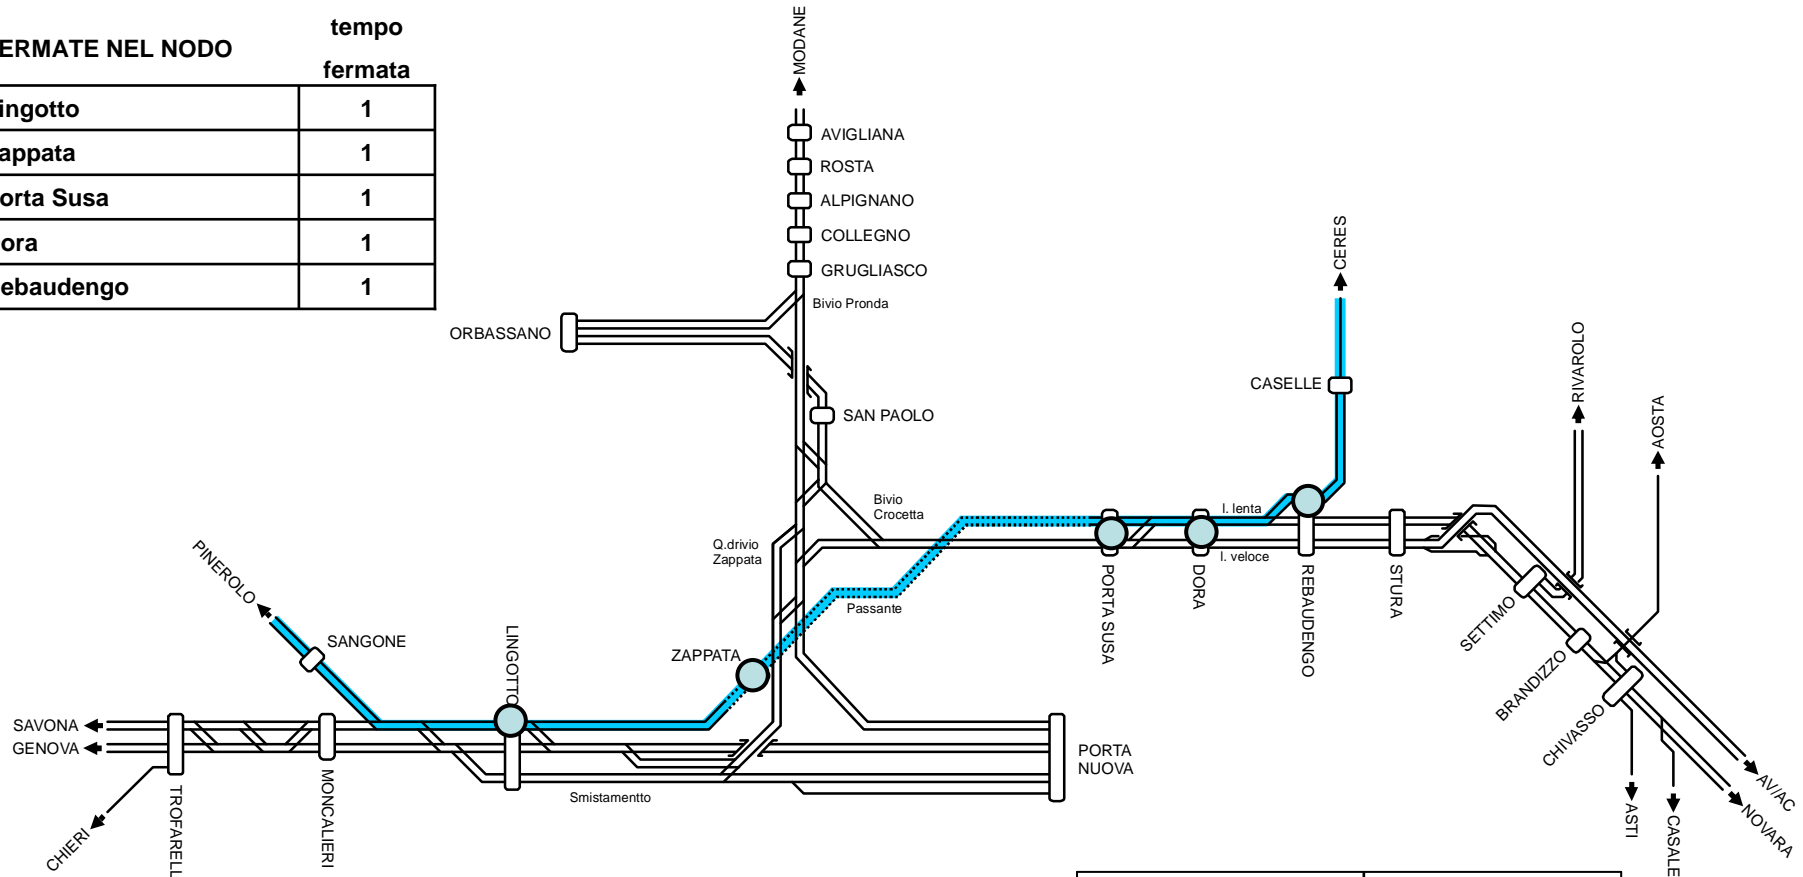 tempo
ERMATE NEL NODO
fermata
ingotto 1
appata 1
orta Susa 1
ora 1
ebaudengo 1
MODANE
AVIGLIANA
ROSTA
ALPIGNANO
COLLEGNO
GRUGLIASCO
Bivio Pronda
ORBASSANO
SAN PAOLO
CERES
CASELLE
RIVAROLO
AOSTA
Bivio
Crocetta
l. lenta
l. veloce
Q.drivio
Zappata
Passante
PINEROLO
SANGONE
LINGOTTO
ZAPPATA
PORTA SUSA
DORA
REBAUDENGO
STURA
SETTIMO
BRANDIZZO
CHIVASSO
SAVONA
GENOVA
CHIERI
TROFARELL
MONCALIERI
Smistamentto
PORTA
NUOVA
ASTI
CASALE
AV/AC
NOVARA